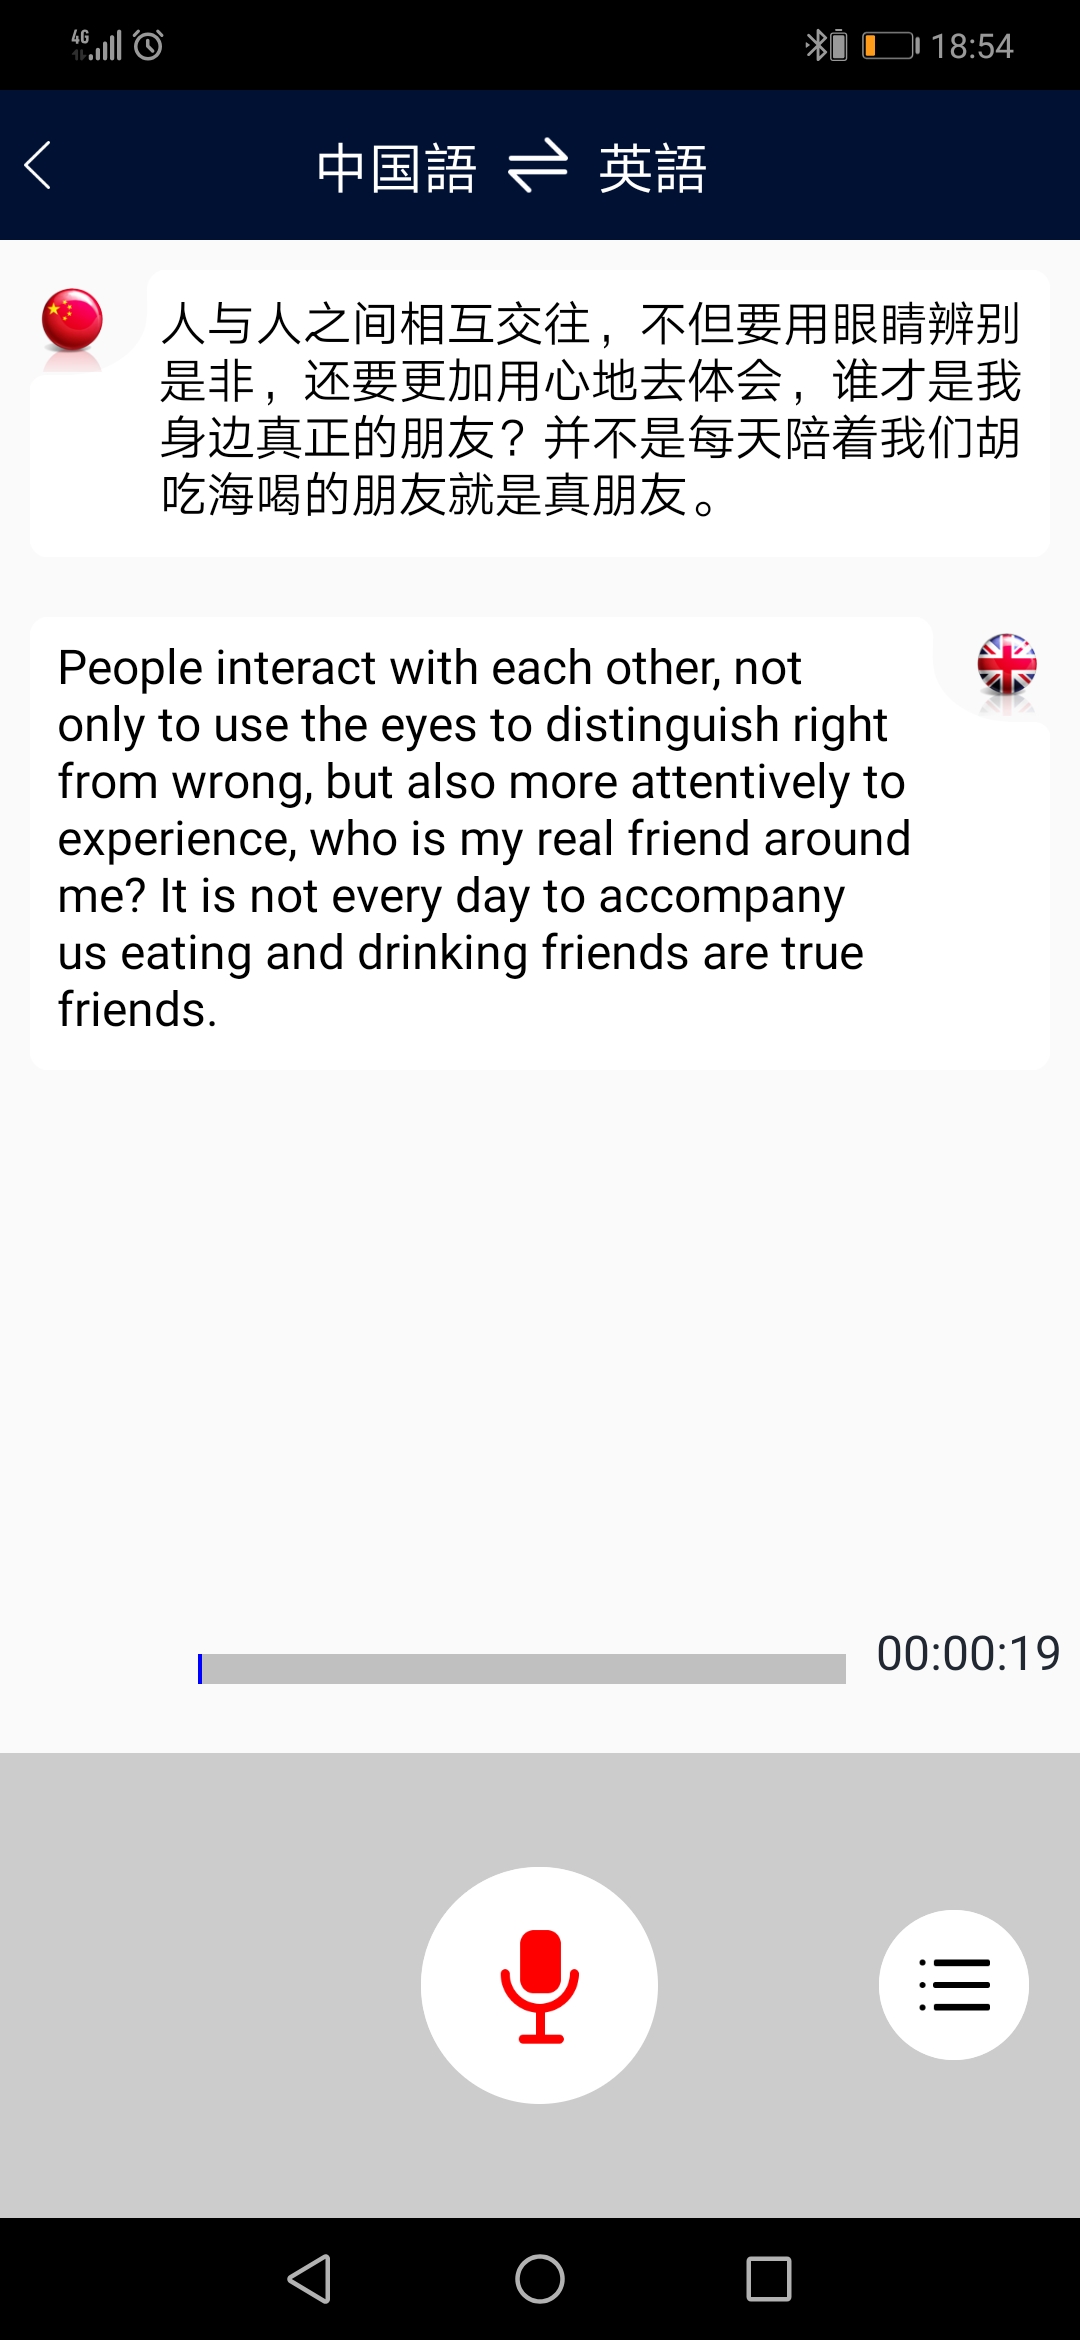 4G
18:54
中国語 ⇌ 英語
人与人之间相互交往，不但要用眼睛辨别
是非，还要更加用心地去体会，谁才是我
身边真正的朋友？并不是每天陪着我们胡
吃海喝的朋友就是真朋友。
People interact with each other, not
only to use the eyes to distinguish right
from wrong, but also more attentively to
experience, who is my real friend around
me? It is not every day to accompany
us eating and drinking friends are true
friends.
00:00:19